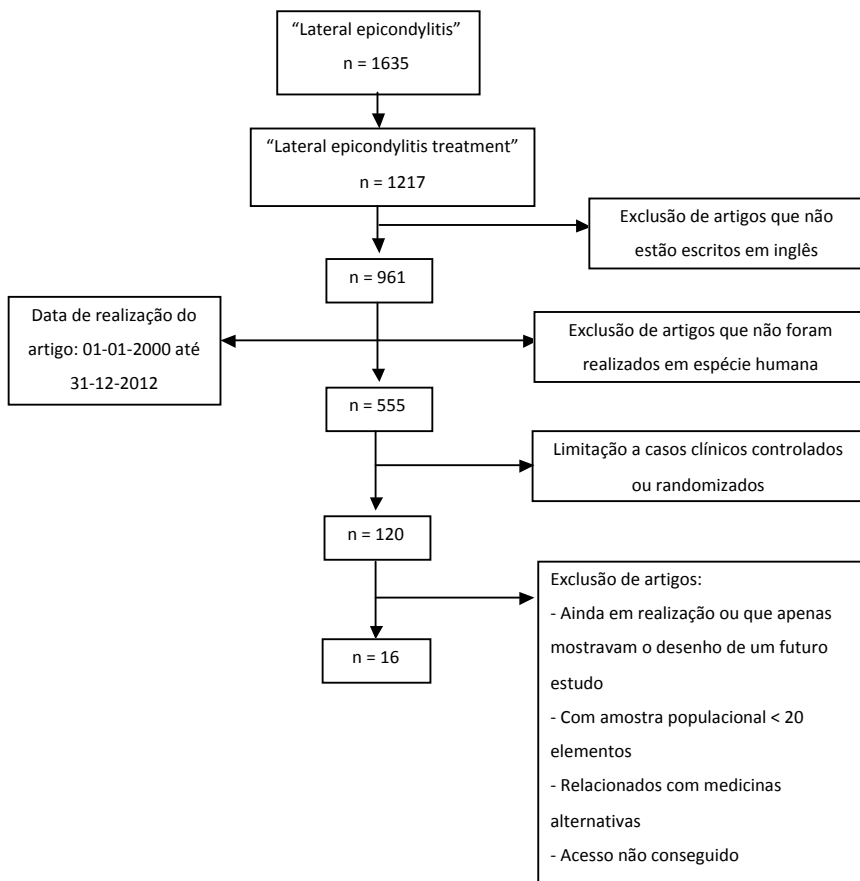 “Lateral epicondylitis”
n = 1635
“Lateral epicondylitis treatment”
n = 1217
Exclusão de artigos que não
estão escritos em inglês
n = 961
Data de realização do
artigo: 01-01-2000 até
31-12-2012
Exclusão de artigos que não foram
realizados em espécie humana
n = 555
Limitação a casos clínicos controlados
ou randomizados
n = 120
Exclusão de artigos:
- Ainda em realização ou que apenas
mostravam o desenho de um futuro
estudo
- Com amostra populacional < 20
elementos
- Relacionados com medicinas
alternativas
- Acesso não conseguido
n = 16